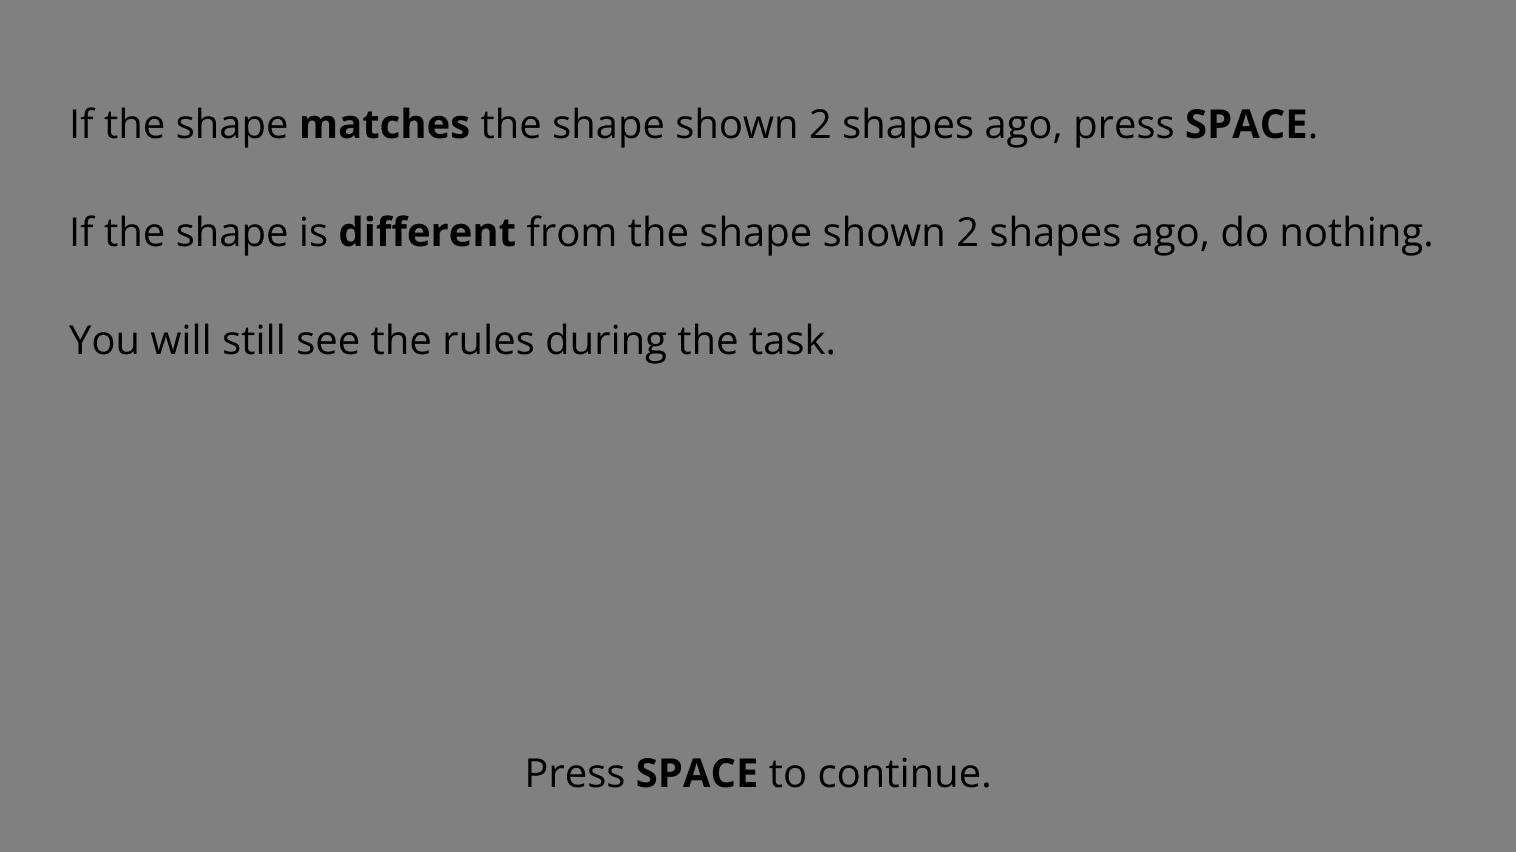 If the shape matches the shape shown 2 shapes ago, press SPACE.
If the shape is different from the shape shown 2 shapes ago, do nothing.
You will still see the rules during the task.
Press SPACE to continue.